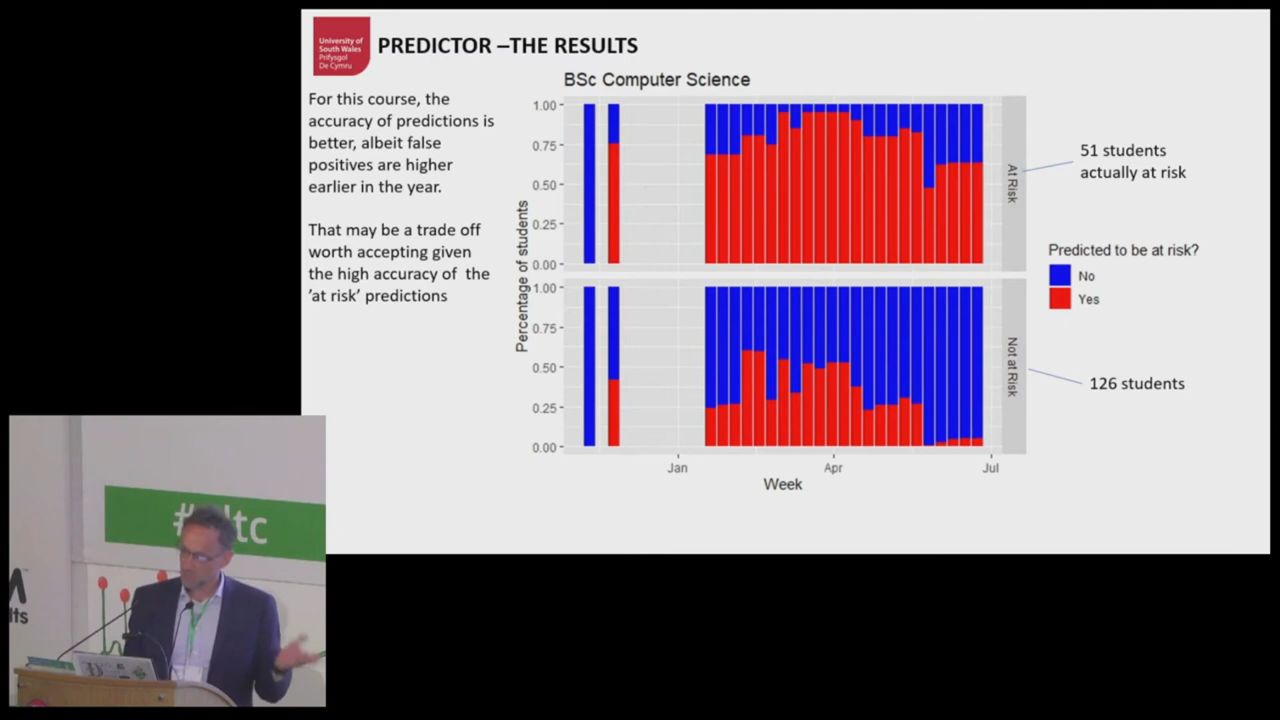 University of
South Wales
Prifysgol
De Cymru
PREDICTOR –THE RESULTS
For this course, the
accuracy of predictions is
better, albeit false
positives are higher
earlier in the year.
That may be a trade off
worth accepting given
the high accuracy of the
'at risk' predictions
BSc Computer Science
Percentage of students
1.00
0.75
0.50
0.25
0.00
At Risk
1.00
0.75
0.50
0.25
0.00
Not at Risk
Jan
Apr
Jul
Week
51 students
actually at risk
Predicted to be at risk?
No
Yes
126 students